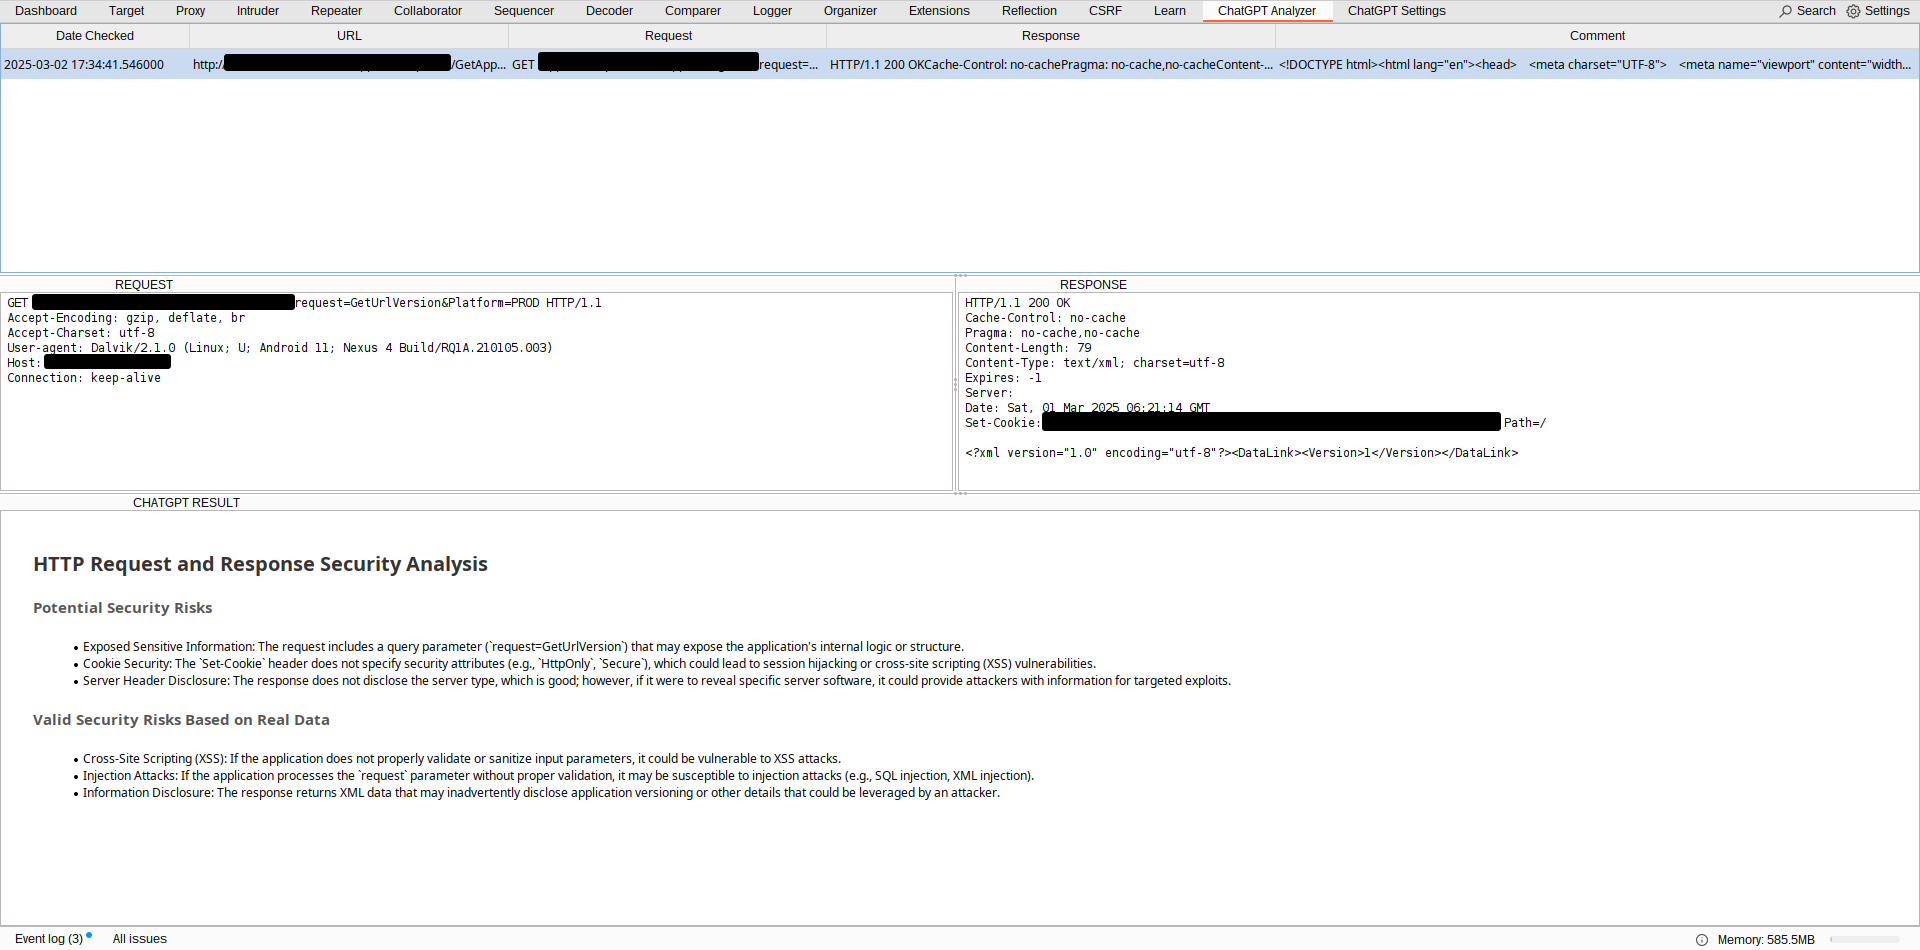 Dashboard Target Proxy Intruder Repeater Collaborator Sequencer Decoder Comparer Logger Organizer Extensions Reflection CSRF Learn ChatGPT Analyzer ChatGPT Settings Search Settings
Date Checked URL Request Response Comment
2025-03-02 17:34:41.546000 http:/ /GetApp... GET request=... HTTP/1.1 200 OKCache-Control: no-cachePragma: no-cache,no-cacheContent-... <!DOCTYPE html><html lang="en"><head> <meta charset="UTF-8"> <meta name="viewport" content="width...
REQUEST
GET request=GetUrlVersion&Platform=PROD HTTP/1.1
Accept-Encoding: gzip, deflate, br
Accept-Charset: utf-8
User-agent: Dalvik/2.1.0 (Linux; U; Android 11; Nexus 4 Build/RQ1A.210105.003)
Host:
Connection: keep-alive
RESPONSE
HTTP/1.1 200 OK
Cache-Control: no-cache
Pragma: no-cache,no-cache
Content-Length: 79
Content-Type: text/xml; charset=utf-8
Expires: -1
Server:
Date: Sat, 01 Mar 2025 06:21:14 GMT
Set-Cookie: Path=/
<?xml version="1.0" encoding="utf-8"?><DataLink><Version>1</Version></DataLink>
CHATGPT RESULT
HTTP Request and Response Security Analysis
Potential Security Risks
• Exposed Sensitive Information: The request includes a query parameter (`request=GetUrlVersion`) that may expose the application's internal logic or structure.
• Cookie Security: The `Set-Cookie` header does not specify security attributes (e.g., `HttpOnly`, `Secure`), which could lead to session hijacking or cross-site scripting (XSS) vulnerabilities.
• Server Header Disclosure: The response does not disclose the server type, which is good; however, if it were to reveal specific server software, it could provide attackers with information for targeted exploits.
Valid Security Risks Based on Real Data
• Cross-Site Scripting (XSS): If the application does not properly validate or sanitize input parameters, it could be vulnerable to XSS attacks.
• Injection Attacks: If the application processes the `request` parameter without proper validation, it may be susceptible to injection attacks (e.g., SQL injection, XML injection).
• Information Disclosure: The response returns XML data that may inadvertently disclose application versioning or other details that could be leveraged by an attacker.
Event log (3) All issues Memory: 585.5MB